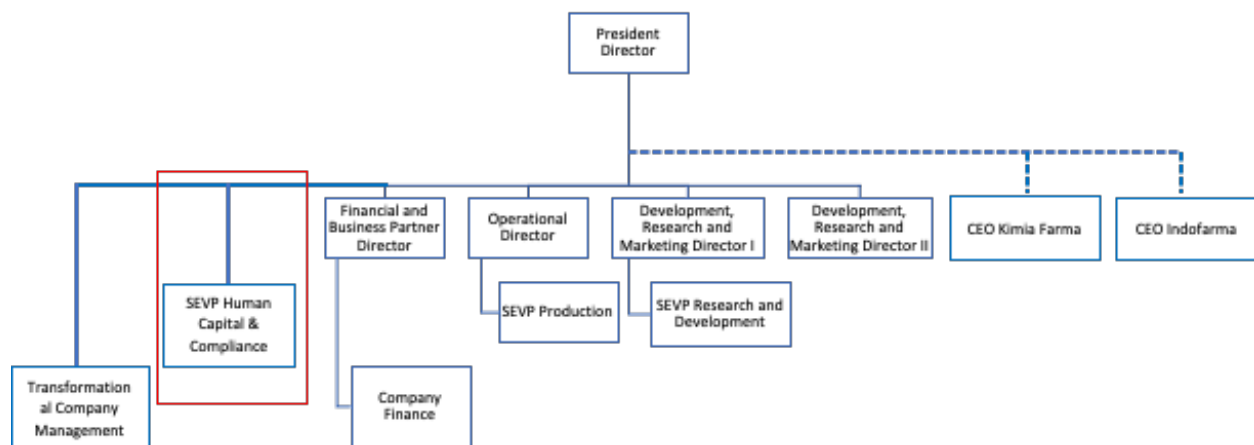 President
Director
Financial and
Business Partner
Director
Operational
Director
Development,
Research and
Marketing Director I
Development,
Research and
Marketing Director II
CEO Kimia Farma
CEO Indofarma
SEVP Human
Capital &
Compliance
SEVP Production
SEVP Research and
Development
Transformation
al Company
Management
Company
Finance